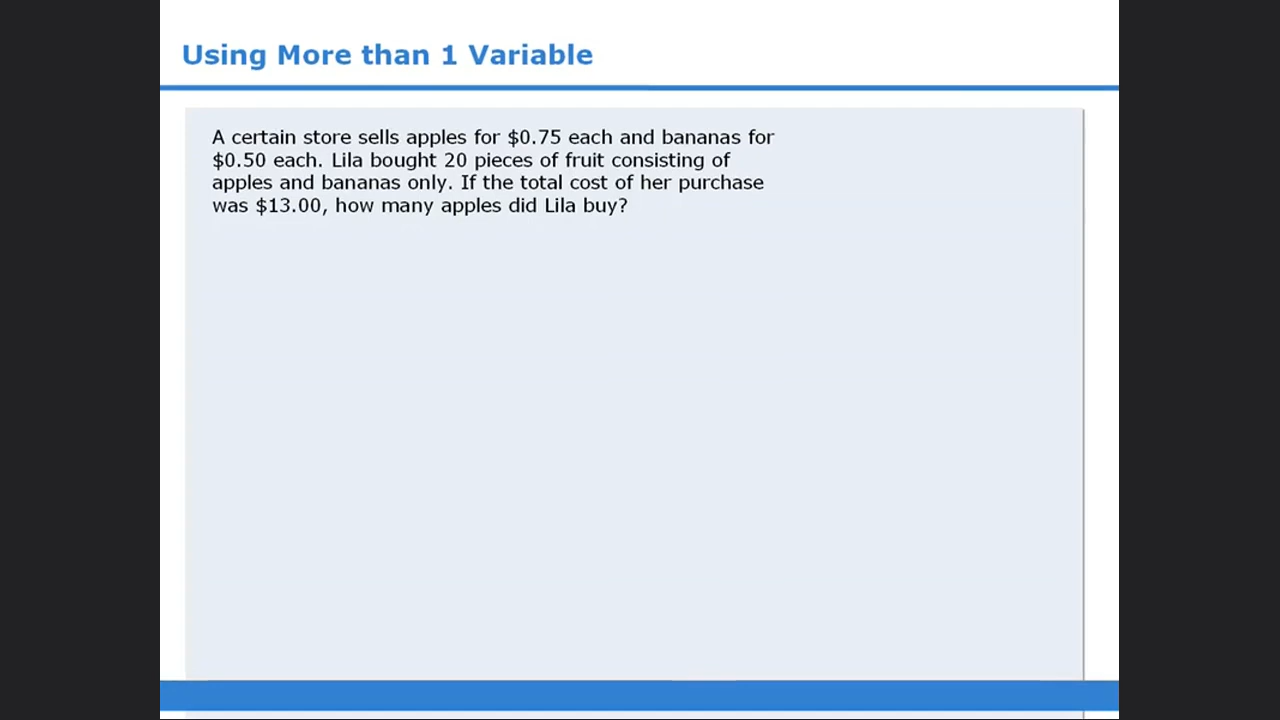 Using More than 1 Variable
A certain store sells apples for $0.75 each and bananas for
$0.50 each. Lila bought 20 pieces of fruit consisting of
apples and bananas only. If the total cost of her purchase
was $13.00, how many apples did Lila buy?